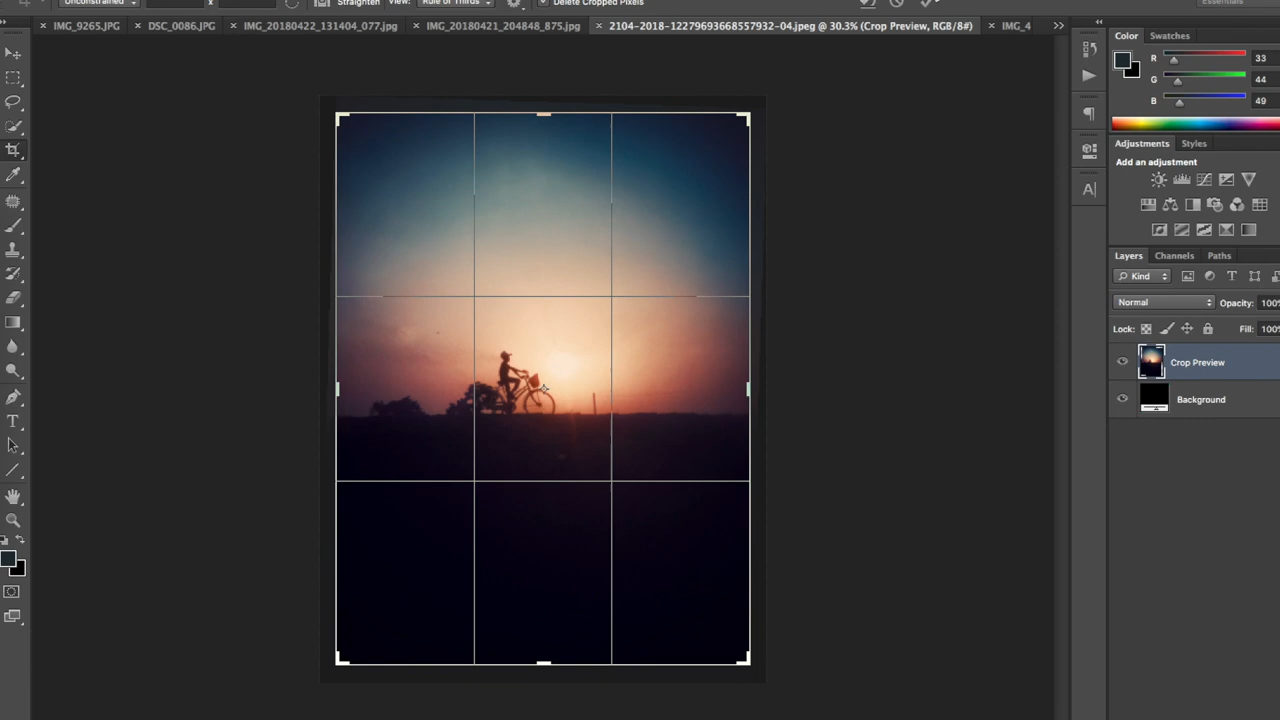 Unconstrained x Straighten View: Rule of Thirds Delete Cropped Pixels Essentials
× IMG_9265.JPG × DSC_0086.JPG × IMG_20180422_131404_077.jpg × IMG_20180421_204848_875.jpg × 2104-2018-12279693668557932-04.jpeg @ 30.3% (Crop Preview, RGB/8#) × IMG_4 >>
Color Swatches
R 33
G 44
B 49
Adjustments Styles
Add an adjustment
Layers Channels Paths
Kind T
Normal Opacity: 100%
Lock: Fill: 100%
Crop Preview
Background
A|
T